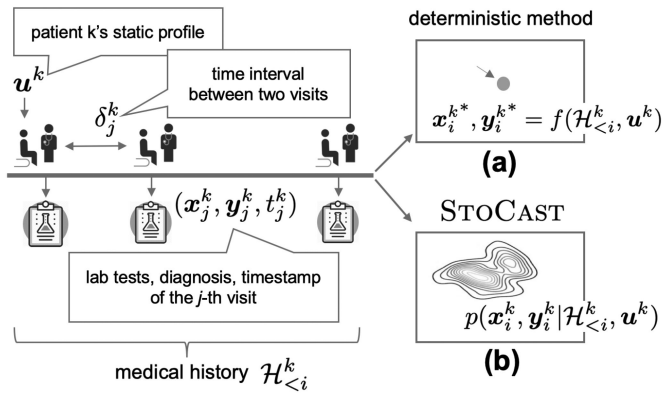 patient k's static profile
u^k
time interval
between two visits
δ_j^k
(x_j^k, y_j^k, t_j^k)
lab tests, diagnosis, timestamp
of the j-th visit
medical history H_{<i}^k
deterministic method
x_i^{k*}, y_i^{k*} = f(H_{<i}^k, u^k)
(a)
STOCAST
p(x_i^k, y_i^k|H_{<i}^k, u^k)
(b)